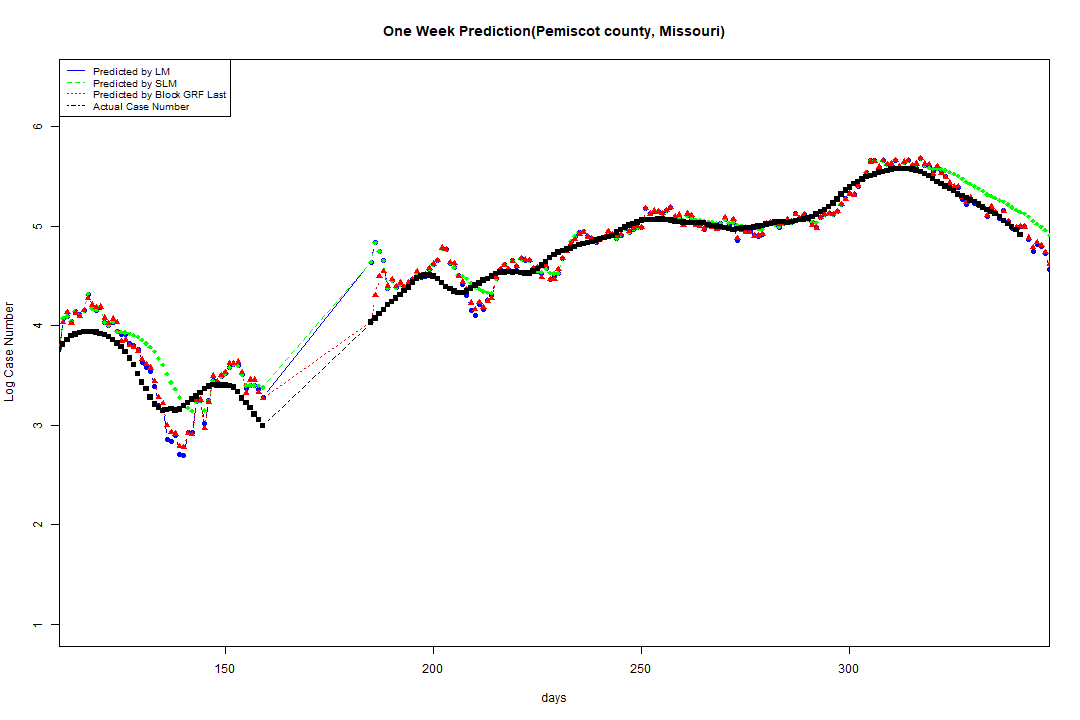 One Week Prediction(Pemiscot county, Missouri)
Predicted by LM
Predicted by SLM
Predicted by Block GRF Last
Actual Case Number
Log Case Number
6
5
4
3
2
1
150 200 250 300
days